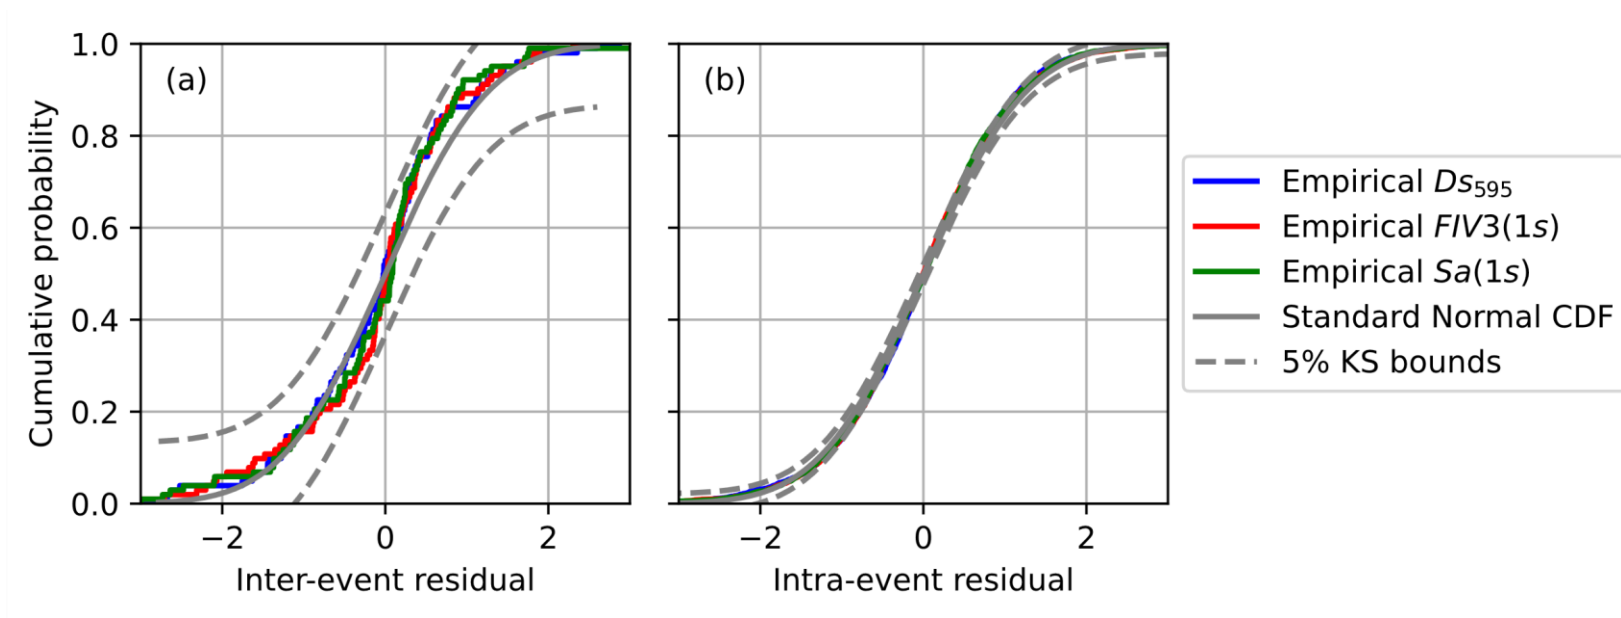 (a)
(b)
1.0
0.8
0.6
0.4
0.2
0.0
Cumulative probability
−2 0 2
−2 0 2
Inter-event residual
Intra-event residual
Empirical Ds₅₉₅
Empirical FIV3(1s)
Empirical Sa(1s)
Standard Normal CDF
5% KS bounds